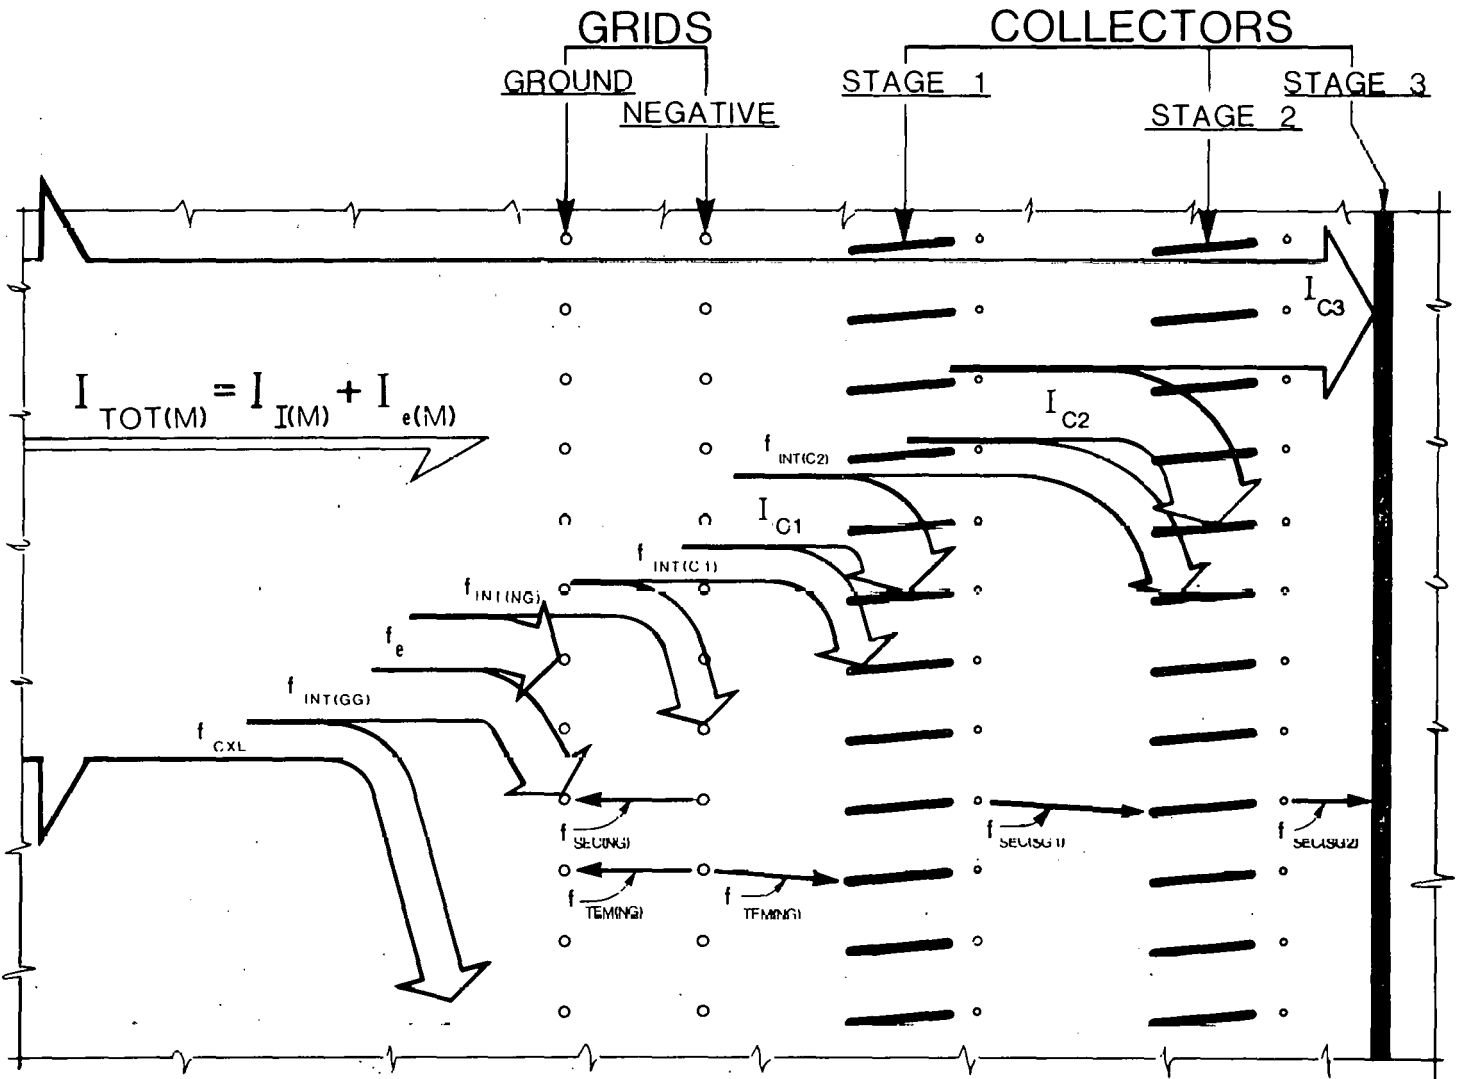 GRIDS
COLLECTORS
GROUND
NEGATIVE
STAGE 1
STAGE 2
STAGE 3
I C3
I TOT(M) = I I(M) + I e(M)
I C2
f INT(C2)
I C1
f INT(C1)
f INT(NG)
f e
f INT(GG)
f CXL
f SEC(NG)
f SEC(SG1)
f SEC(SG2)
f TEM(NG)
f TEM(NG)